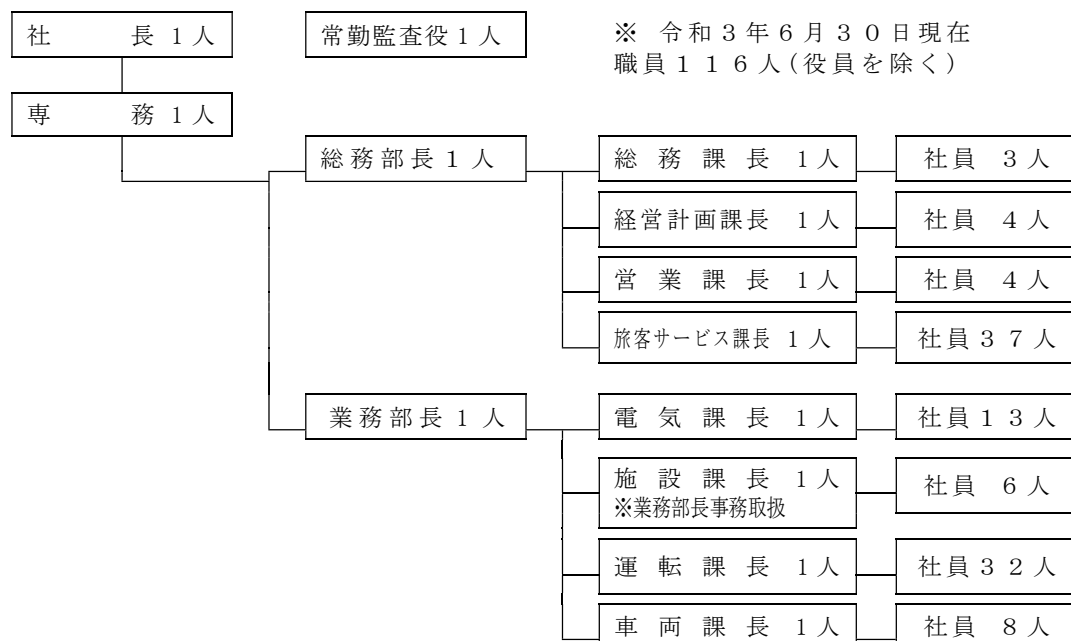 社 長 1人
常勤監査役1人
※ 令和3年6月30日現在
職員116人(役員を除く)
専 務 1人
総務部長1人
総 務 課 長 1人
社員 3人
経営計画課長 1人
社員 4人
営 業 課 長 1人
社員 4人
旅客サービス課長 1人
社員37人
業務部長1人
電 気 課 長 1人
社員13人
施 設 課 長 1人
※業務部長事務取扱
社員 6人
運 転 課 長 1人
社員32人
車 両 課 長 1人
社員 8人